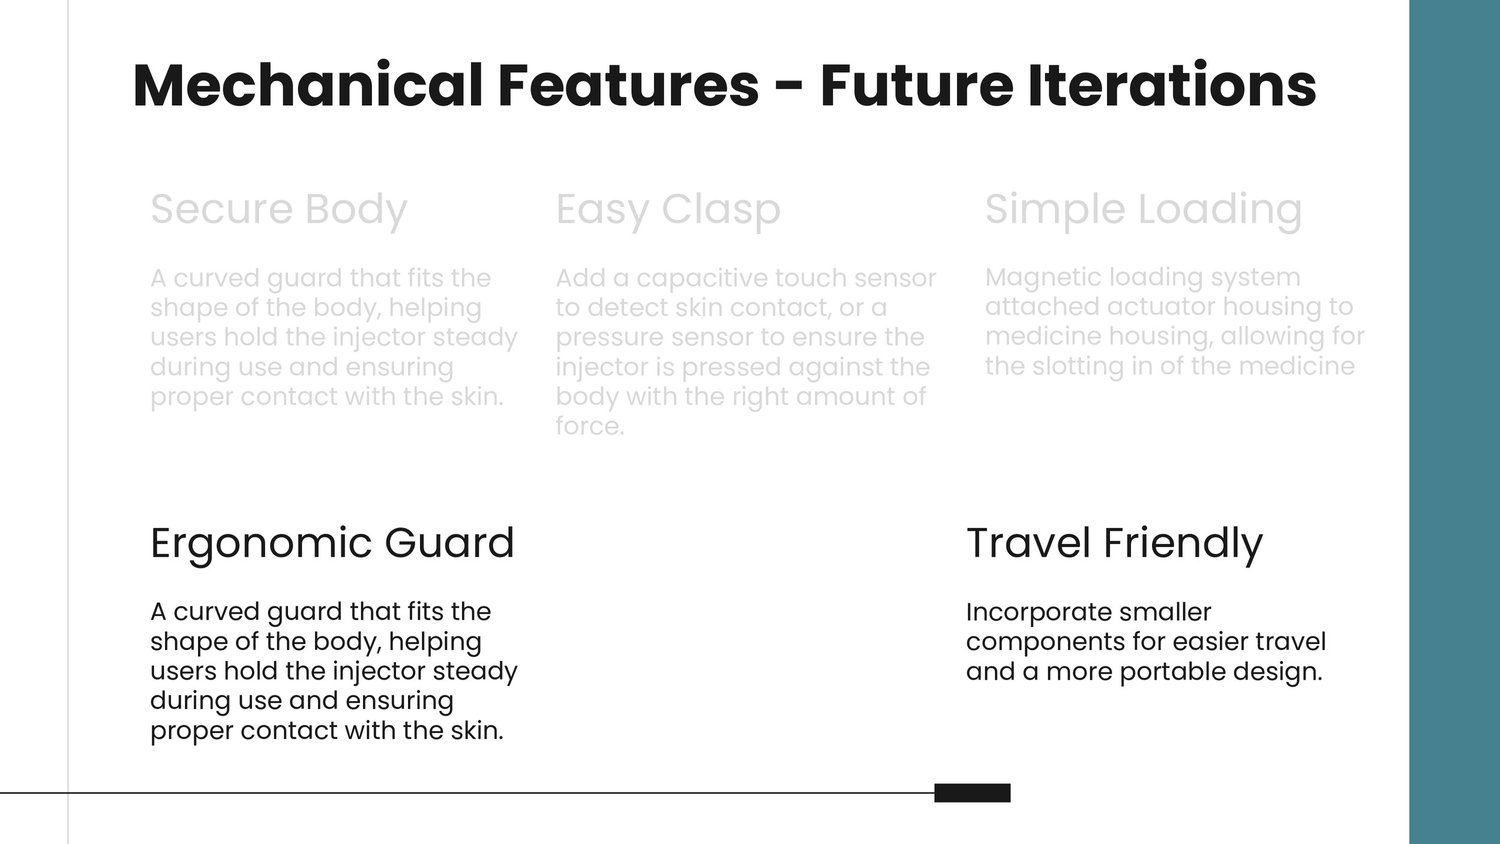 Mechanical Features - Future Iterations
Secure Body
A curved guard that fits the
shape of the body, helping
users hold the injector steady
during use and ensuring
proper contact with the skin.
Easy Clasp
Add a capacitive touch sensor
to detect skin contact, or a
pressure sensor to ensure the
injector is pressed against the
body with the right amount of
force.
Simple Loading
Magnetic loading system
attached actuator housing to
medicine housing, allowing for
the slotting in of the medicine
Ergonomic Guard
A curved guard that fits the
shape of the body, helping
users hold the injector steady
during use and ensuring
proper contact with the skin.
Travel Friendly
Incorporate smaller
components for easier travel
and a more portable design.